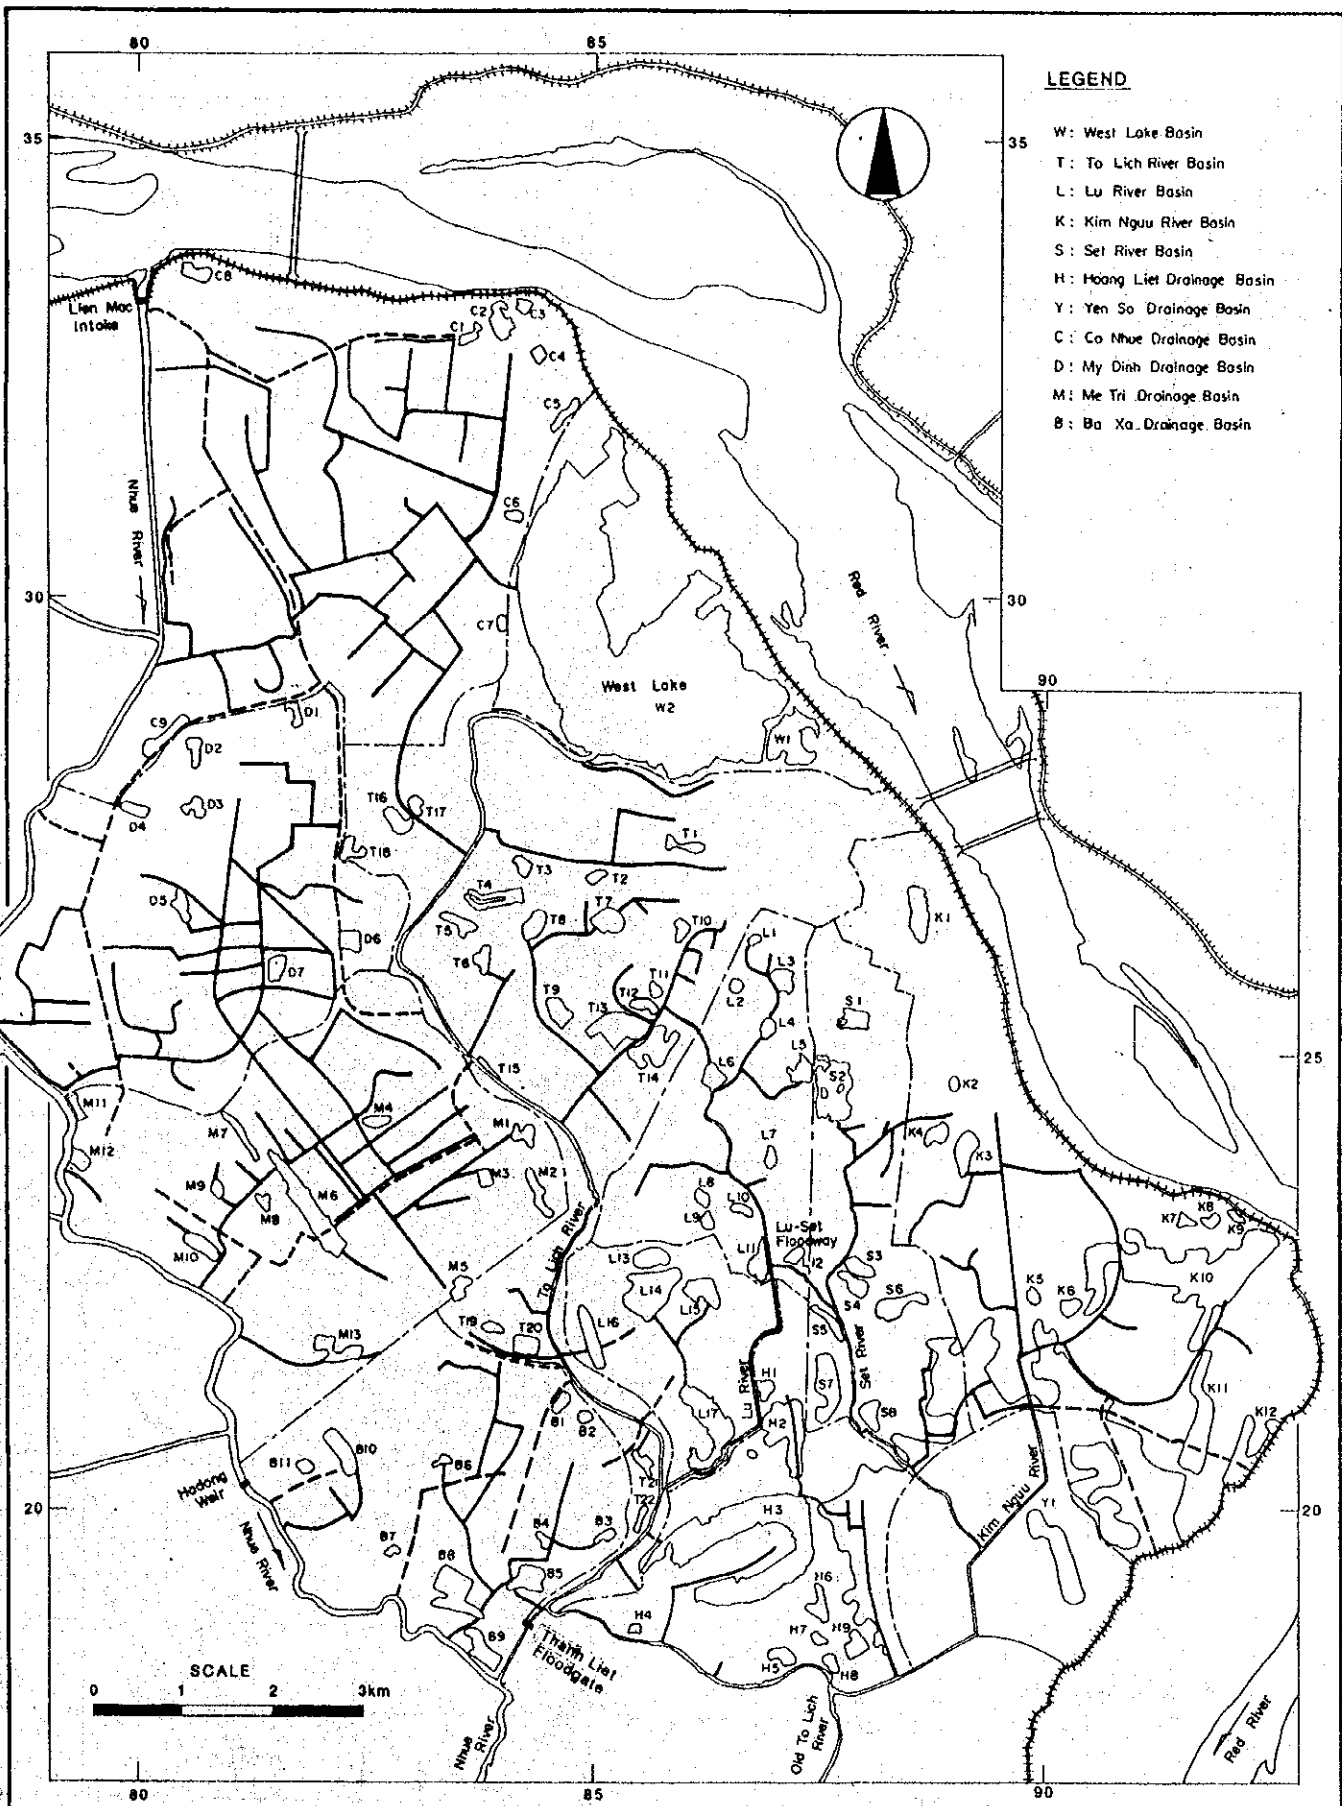 80
85
LEGEND
W: West Lake Basin
T: To Lich River Basin
L: Lu River Basin
K: Kim Nguu River Basin
S: Set River Basin
H: Hoang Liet Drainage Basin
Y: Yen So Drainage Basin
C: Co Nhue Drainage Basin
D: My Dinh Drainage Basin
M: Me Tri Drainage Basin
B: Ba Xa Drainage Basin
35
35
C8
Lien Mac
Intake
C1
C2
C3
C4
C5
C6
Nhue River
30
30
Red River
C7
West Lake
W2
90
W1
C9
D1
D2
D3
D4
T16
T17
T18
T1
T3
T2
T4
D5
T5
T8
T7
T10
K1
D6
T6
L1
D7
T11
L3
L2
T9
T12
T13
S1
L4
T14
L5
L6
25
T15
S2
D
K2
M11
M4
M7
M1
L7
K4
K3
M12
M3
M2
M9
M6
M8
L8
L10
L9
K7
K8
K9
To Lich River
Lu-Set
Floodway
M10
L13
L11
L12
S3
K10
M5
L14
L15
S4
S6
K5
K6
T19
T20
L16
S5
M13
Lu River
Set River
H1
S7
K11
B1
B2
L17
H2
S8
K12
B10
B11
B6
T21
Hadong
Weir
T22
Kim Nguu River
Y1
20
20
Nhue River
B7
B4
B3
H3
B8
B5
H6
H4
H7
H9
B9
Thanh Liet
Floodgate
H5
H8
SCALE
0 1 2 3km
Nhue
River
Old To Lich
River
Red River
80
85
90